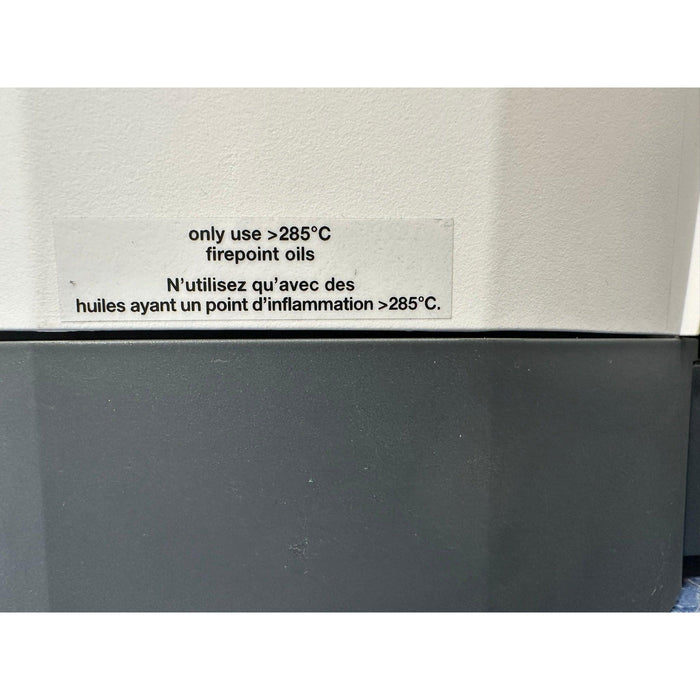 only use >285°C
firepoint oils
N'utilisez qu'avec des
huiles ayant un point d'inflammation >285°C.